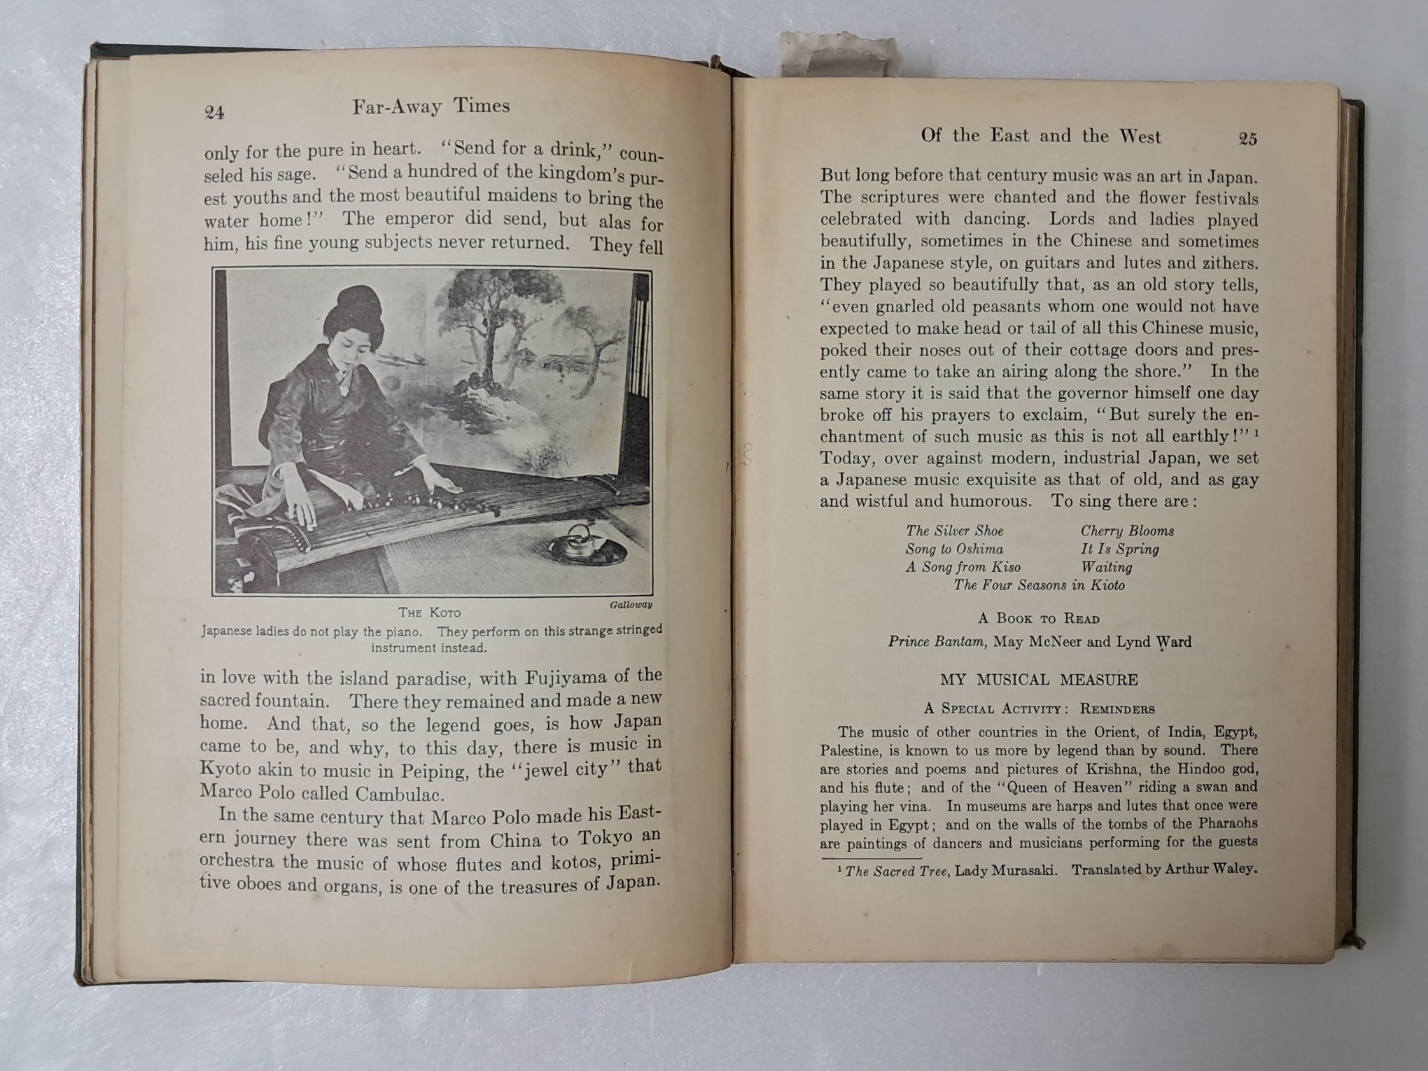 24
Far-Away Times
only for the pure in heart. "Send for a drink," coun-
seled his sage. "Send a hundred of the kingdom's pur-
est youths and the most beautiful maidens to bring the
water home!" The emperor did send, but alas for
him, his fine young subjects never returned. They fell
Galloway
The Koto
Japanese ladies do not play the piano. They perform on this strange stringed
instrument instead.
in love with the island paradise, with Fujiyama of the
sacred fountain. There they remained and made a new
home. And that, so the legend goes, is how Japan
came to be, and why, to this day, there is music in
Kyoto akin to music in Peiping, the "jewel city" that
Marco Polo called Cambulac.
In the same century that Marco Polo made his East-
ern journey there was sent from China to Tokyo an
orchestra the music of whose flutes and kotos, primi-
tive oboes and organs, is one of the treasures of Japan.
Of the East and the West
25
But long before that century music was an art in Japan.
The scriptures were chanted and the flower festivals
celebrated with dancing. Lords and ladies played
beautifully, sometimes in the Chinese and sometimes
in the Japanese style, on guitars and lutes and zithers.
They played so beautifully that, as an old story tells,
"even gnarled old peasants whom one would not have
expected to make head or tail of all this Chinese music,
poked their noses out of their cottage doors and pres-
ently came to take an airing along the shore." In the
same story it is said that the governor himself one day
broke off his prayers to exclaim, "But surely the en-
chantment of such music as this is not all earthly!" ¹
Today, over against modern, industrial Japan, we set
a Japanese music exquisite as that of old, and as gay
and wistful and humorous. To sing there are:
The Silver Shoe Cherry Blooms
Song to Oshima It Is Spring
A Song from Kiso Waiting
The Four Seasons in Kioto
A Book to Read
Prince Bantam, May McNeer and Lynd Ward
MY MUSICAL MEASURE
A Special Activity: Reminders
The music of other countries in the Orient, of India, Egypt,
Palestine, is known to us more by legend than by sound. There
are stories and poems and pictures of Krishna, the Hindoo god,
and his flute; and of the "Queen of Heaven" riding a swan and
playing her vina. In museums are harps and lutes that once were
played in Egypt; and on the walls of the tombs of the Pharaohs
are paintings of dancers and musicians performing for the guests
¹ The Sacred Tree, Lady Murasaki. Translated by Arthur Waley.